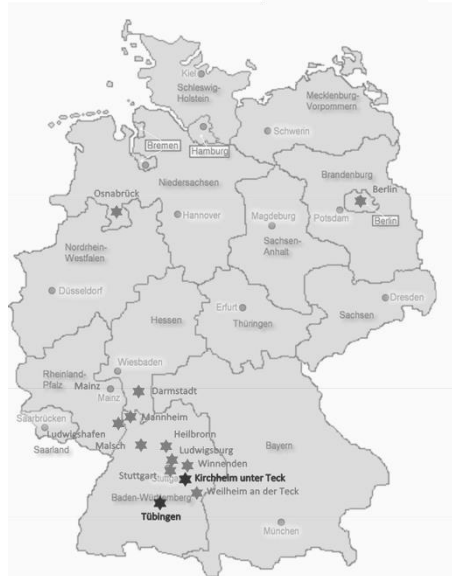 Kiel
Schleswig-
Holstein
Mecklenburg-
Vorpommern
Schwerin
Bremen
Hamburg
Niedersachsen
Brandenburg
Osnabrück
Berlin
Hannover
Magdeburg
Potsdam
Berlin
Sachsen-
Anhalt
Nordrhein-
Westfalen
Düsseldorf
Dresden
Erfurt
Sachsen
Hessen
Thüringen
Wiesbaden
Rheinland-
Pfalz
Mainz
Mainz
Darmstadt
Saarbrücken
Mannheim
Ludwigshafen
Heilbronn
Malsch
Saarland
Ludwigsburg
Bayern
Winnenden
Stuttgart
Kirchheim unter Teck
Weilheim an der Teck
Baden-Württemberg
Tübingen
München